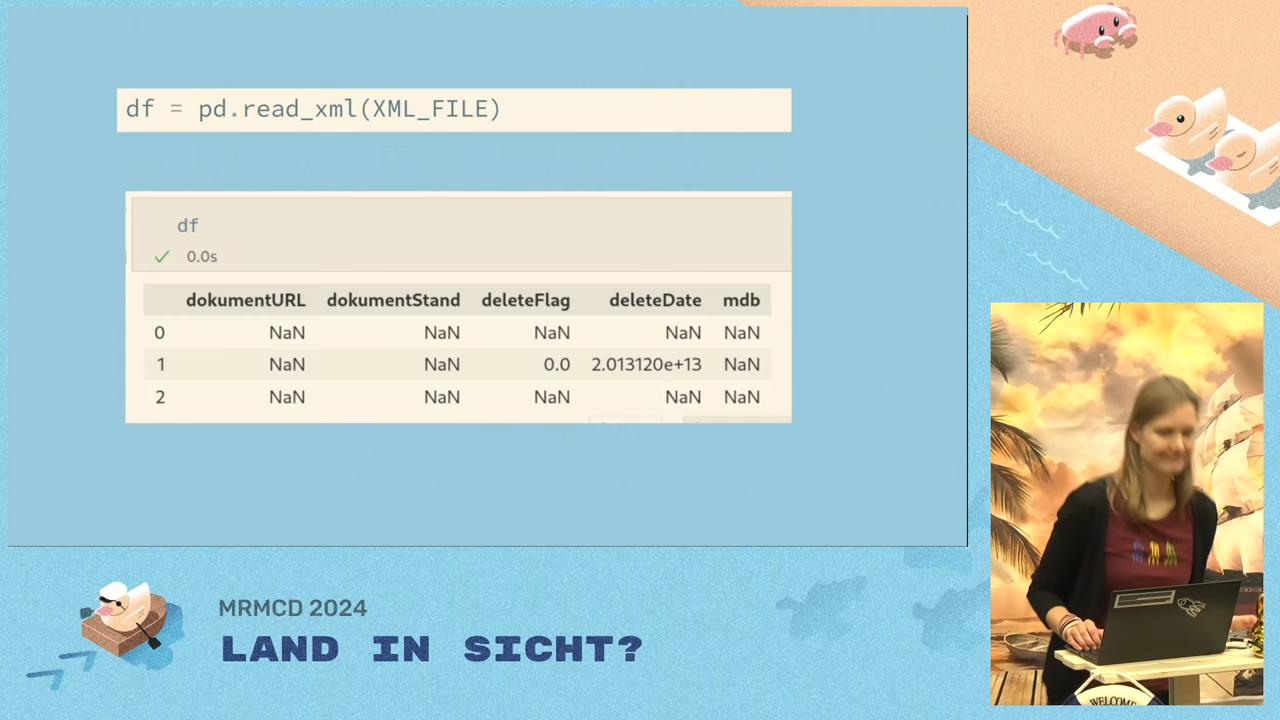 df = pd.read_xml(XML_FILE)
df
0.0s
dokumentURL dokumentStand deleteFlag deleteDate mdb
0 NaN NaN NaN NaN NaN
1 NaN NaN 0.0 2.013120e+13 NaN
2 NaN NaN NaN NaN NaN
MRMCD 2024
LAND IN SICHT?
WELCOME